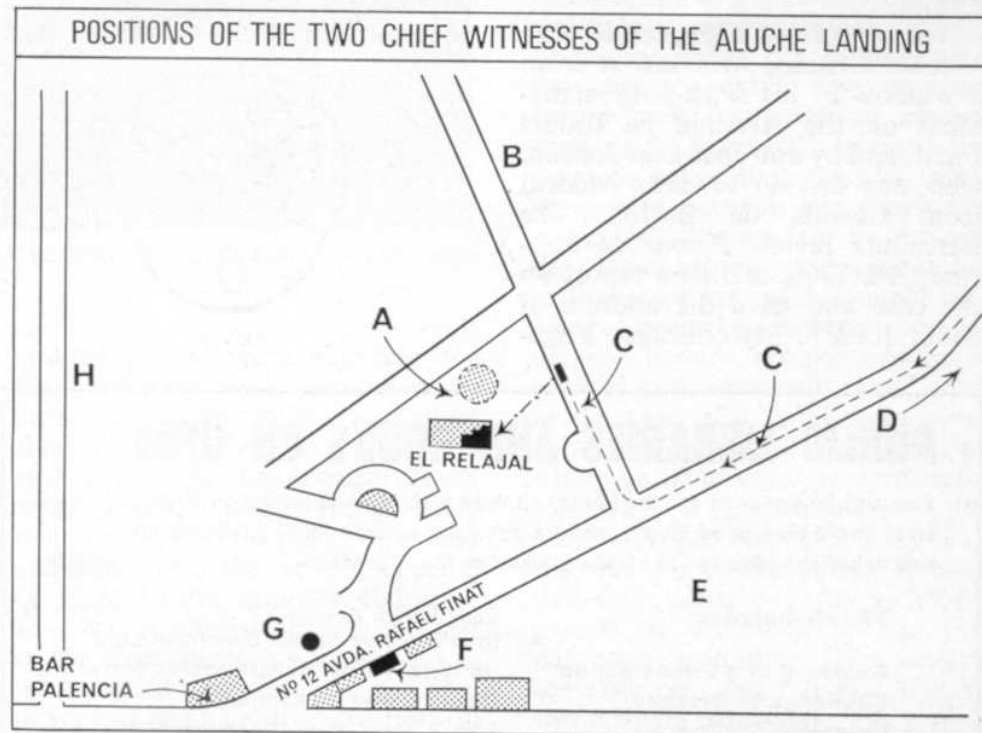 POSITIONS OF THE TWO CHIEF WITNESSES OF THE ALUCHE LANDING
B
A
C
C
H
D
EL RELAJAL
E
G
Nº 12 AVDA. RAFAEL FINAT
F
BAR
PALENCIA